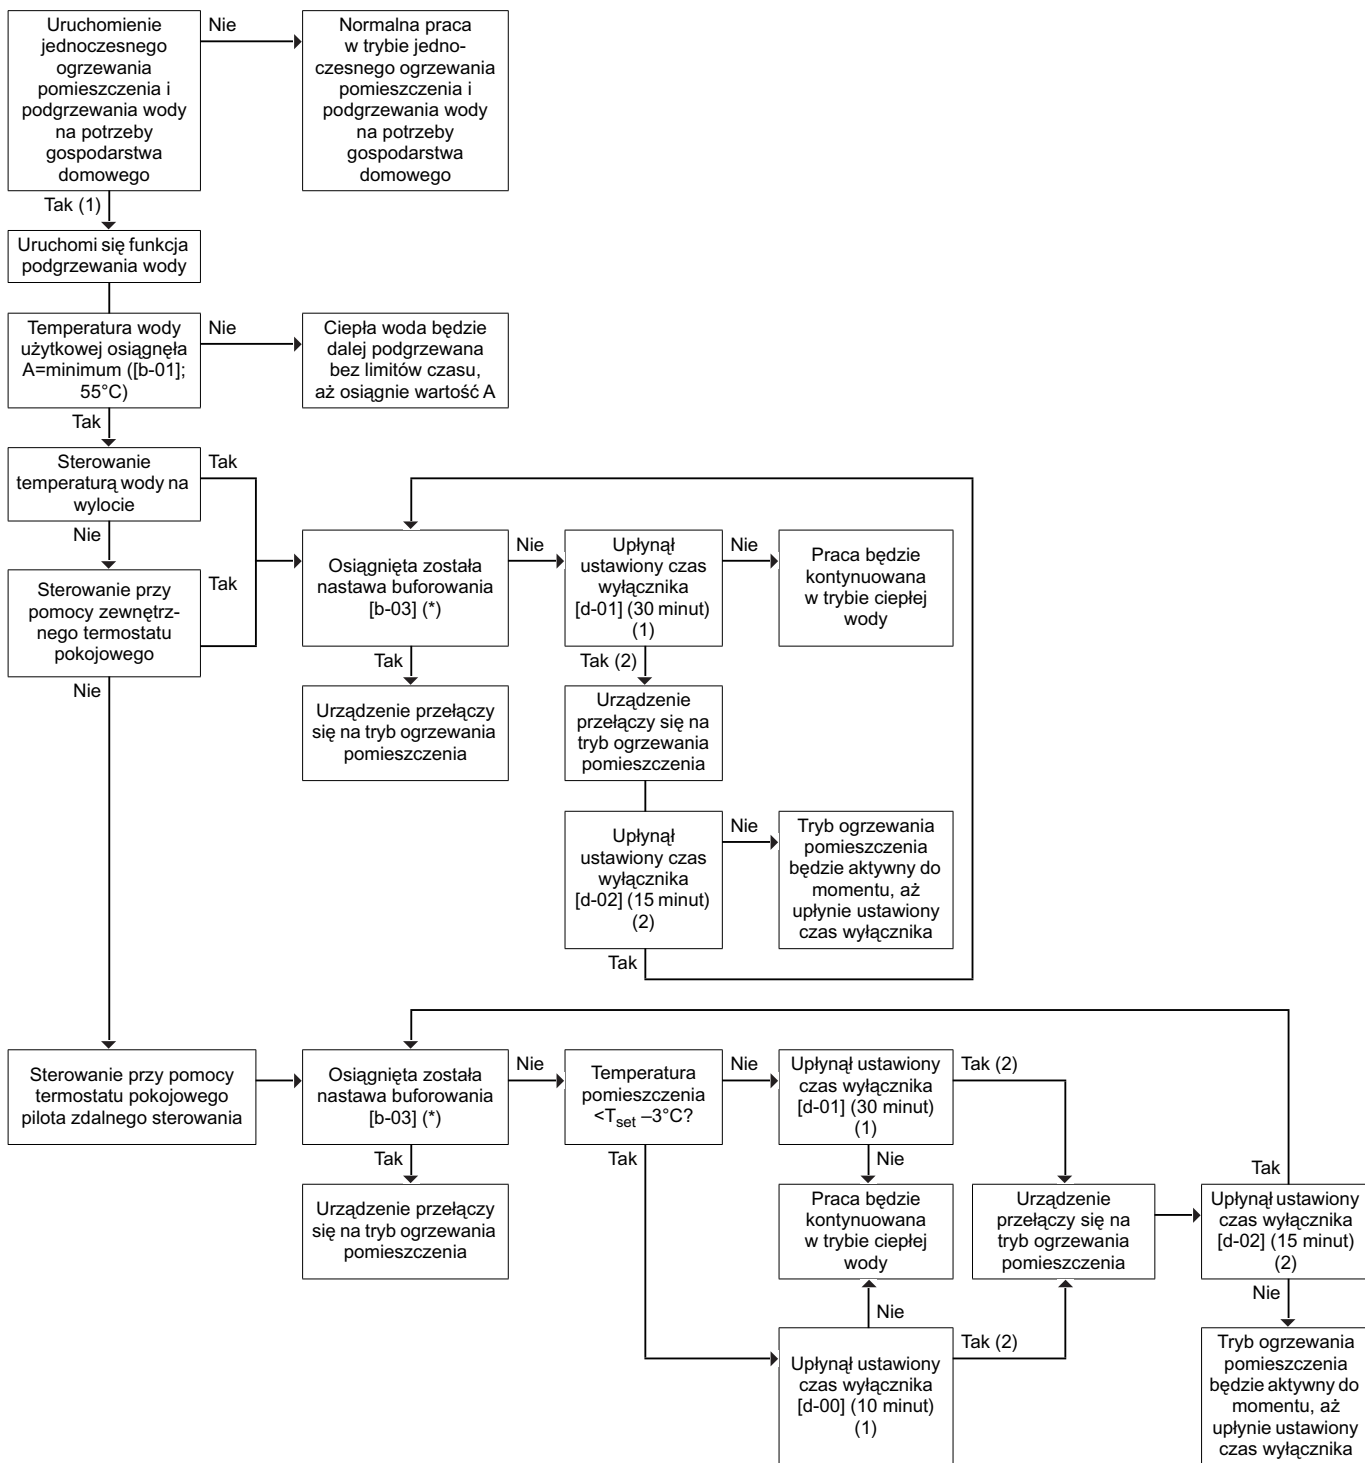 Uruchomienie
jednoczesnego
ogrzewania
pomieszczenia i
podgrzewania wody
na potrzeby
gospodarstwa
domowego
Nie
Normalna praca
w trybie jedno-
czesnego ogrzewania
pomieszczenia i
podgrzewania wody
na potrzeby
gospodarstwa
domowego
Tak (1)
Uruchomi się funkcja
podgrzewania wody
Temperatura wody
użytkowej osiągnęła
A=minimum ([b-01];
55°C)
Nie
Ciepła woda będzie
dalej podgrzewana
bez limitów czasu,
aż osiągnie wartość A
Tak
Sterowanie
temperaturą wody na
wylocie
Tak
Nie
Sterowanie przy
pomocy zewnętrz-
nego termostatu
pokojowego
Tak
Nie
Osiągnięta została
nastawa buforowania
[b-03] (*)
Nie
Upłynął
ustawiony czas
wyłącznika
[d-01] (30 minut)
(1)
Nie
Praca będzie
kontynuowana
w trybie ciepłej
wody
Tak
Urządzenie przełączy
się na tryb ogrzewania
pomieszczenia
Tak (2)
Urządzenie
przełączy się na
tryb ogrzewania
pomieszczenia
Upłynął
ustawiony czas
wyłącznika
[d-02] (15 minut)
(2)
Nie
Tryb ogrzewania
pomieszczenia
będzie aktywny do
momentu, aż
upłynie ustawiony
czas wyłącznika
Tak
Sterowanie przy pomocy
termostatu pokojowego
pilota zdalnego sterowania
Osiągnięta została
nastawa buforowania
[b-03] (*)
Nie
Temperatura
pomieszczenia
<Tset –3°C?
Nie
Upłynął ustawiony
czas wyłącznika
[d-01] (30 minut)
(1)
Tak (2)
Tak
Urządzenie przełączy
się na tryb ogrzewania
pomieszczenia
Tak
Nie
Praca będzie
kontynuowana
w trybie ciepłej
wody
Urządzenie
przełączy się na
tryb ogrzewania
pomieszczenia
Tak
Upłynął ustawiony
czas wyłącznika
[d-02] (15 minut)
(2)
Nie
Nie
Upłynął ustawiony
czas wyłącznika
[d-00] (10 minut)
(1)
Tak (2)
Tryb ogrzewania
pomieszczenia
będzie aktywny do
momentu, aż
upłynie ustawiony
czas wyłącznika